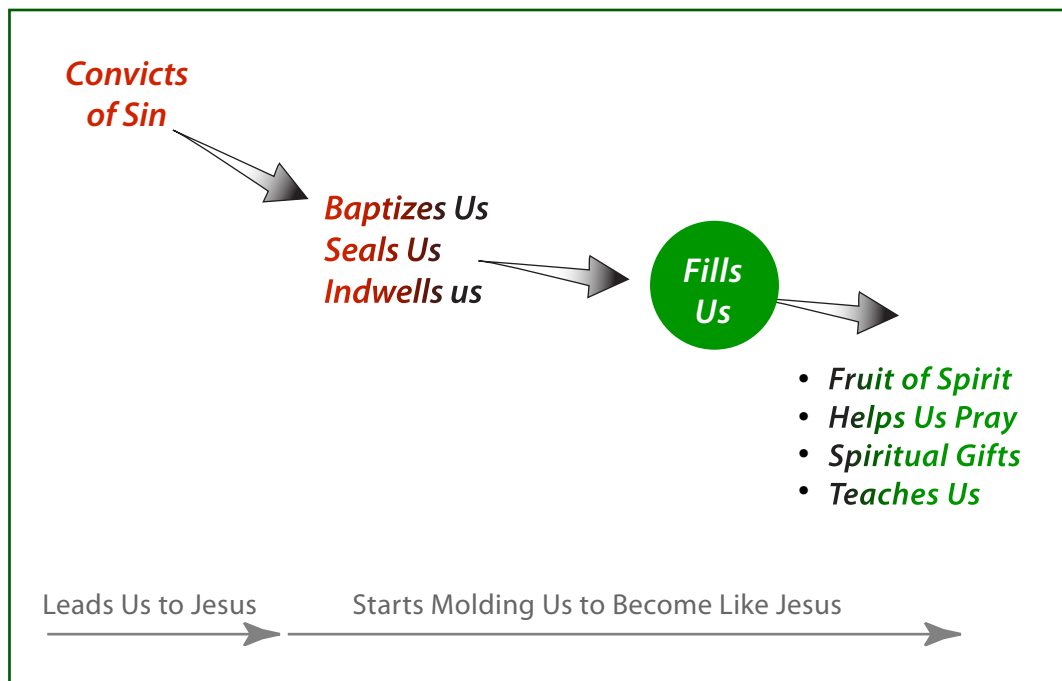 Convicts
of Sin
Baptizes Us
Seals Us
Indwells us
Fills
Us
• Fruit of Spirit
• Helps Us Pray
• Spiritual Gifts
• Teaches Us
Leads Us to Jesus
Starts Molding Us to Become Like Jesus